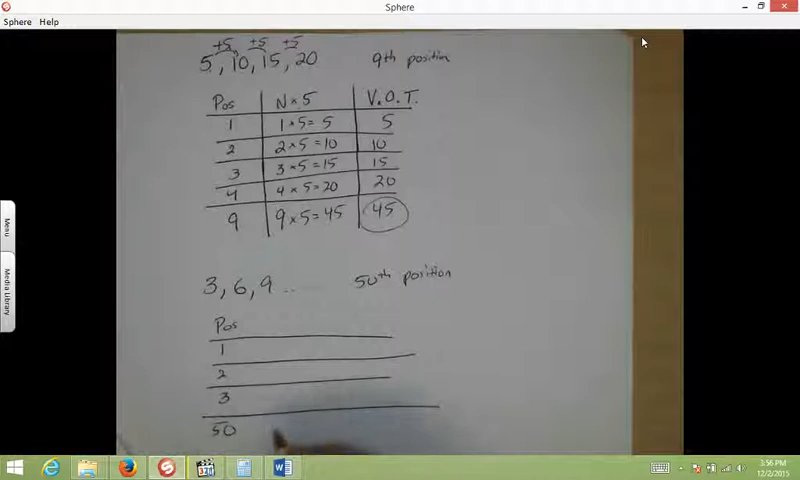 Sphere
Sphere Help
+5 +5 +5
5, 10, 15, 20 9th position
Pos N×5 V.O.T.
1 1×5=5 5
2 2×5=10 10
3 3×5=15 15
4 4×5=20 20
9 9×5=45 45
3, 6, 9... 50th position
Pos
1
2
3
50
Menu
Media Library
3:56 PM
12/2/2015